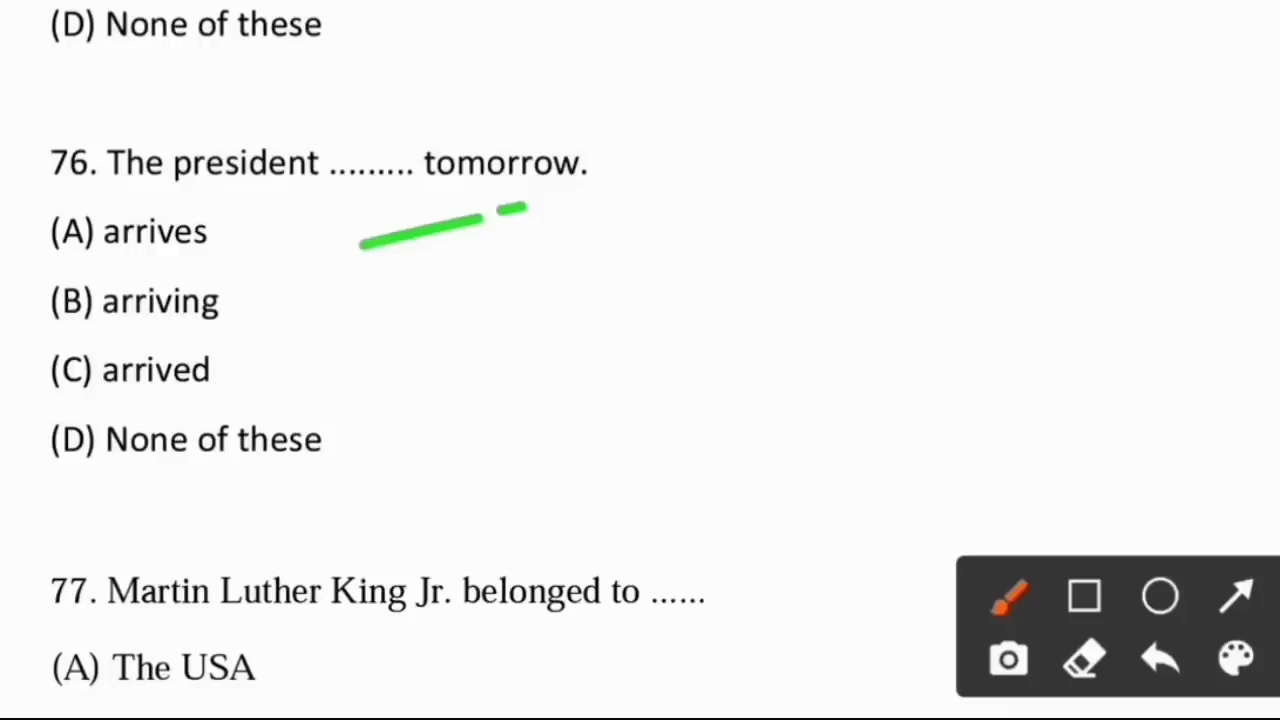 (D) None of these
76. The president ......... tomorrow.
(A) arrives
(B) arriving
(C) arrived
(D) None of these
77. Martin Luther King Jr. belonged to ......
(A) The USA